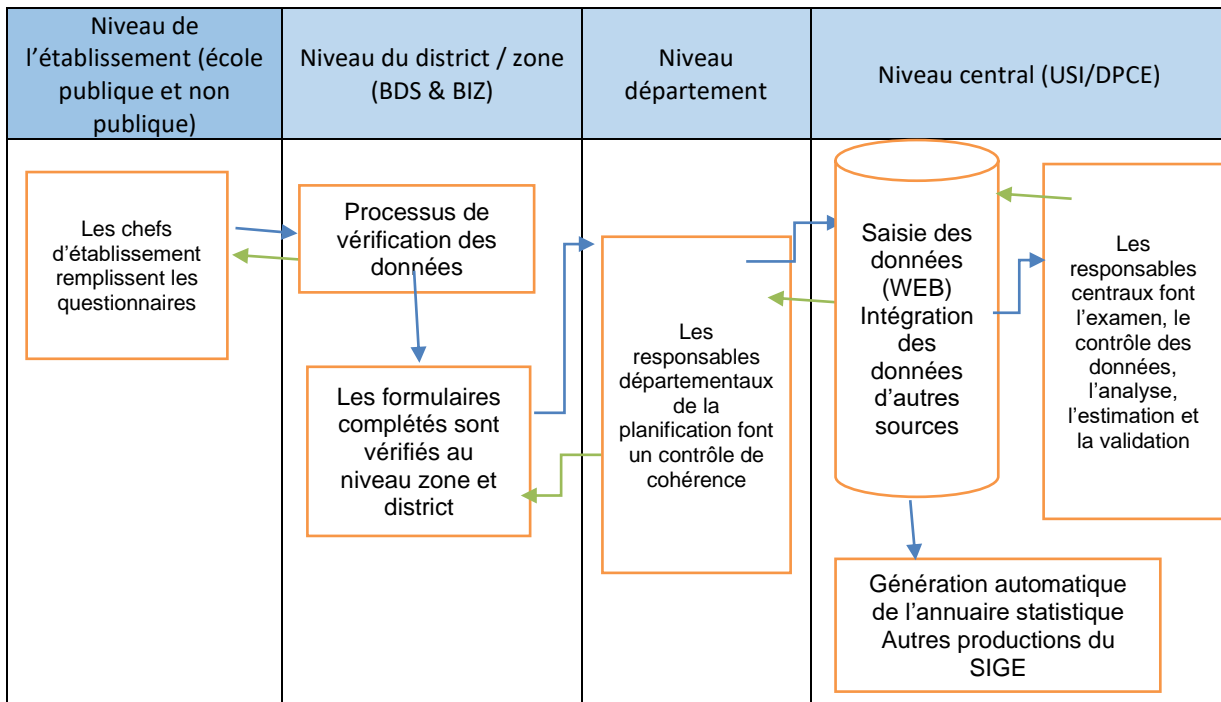 Niveau de
l’établissement (école
publique et non
publique)
Niveau du district / zone
(BDS & BIZ)
Niveau
département
Niveau central (USI/DPCE)
Les chefs
d’établissement
remplissent les
questionnaires
Processus de
vérification des
données
Les formulaires
complétés sont
vérifiés au
niveau zone et
district
Les
responsables
départementaux
de la
planification font
un contrôle de
cohérence
Saisie des
données
(WEB)
Intégration
des
données
d’autres
sources
Les
responsables
centraux font
l’examen, le
contrôle des
données,
l’analyse,
l’estimation et
la validation
Génération automatique
de l’annuaire statistique
Autres productions du
SIGE